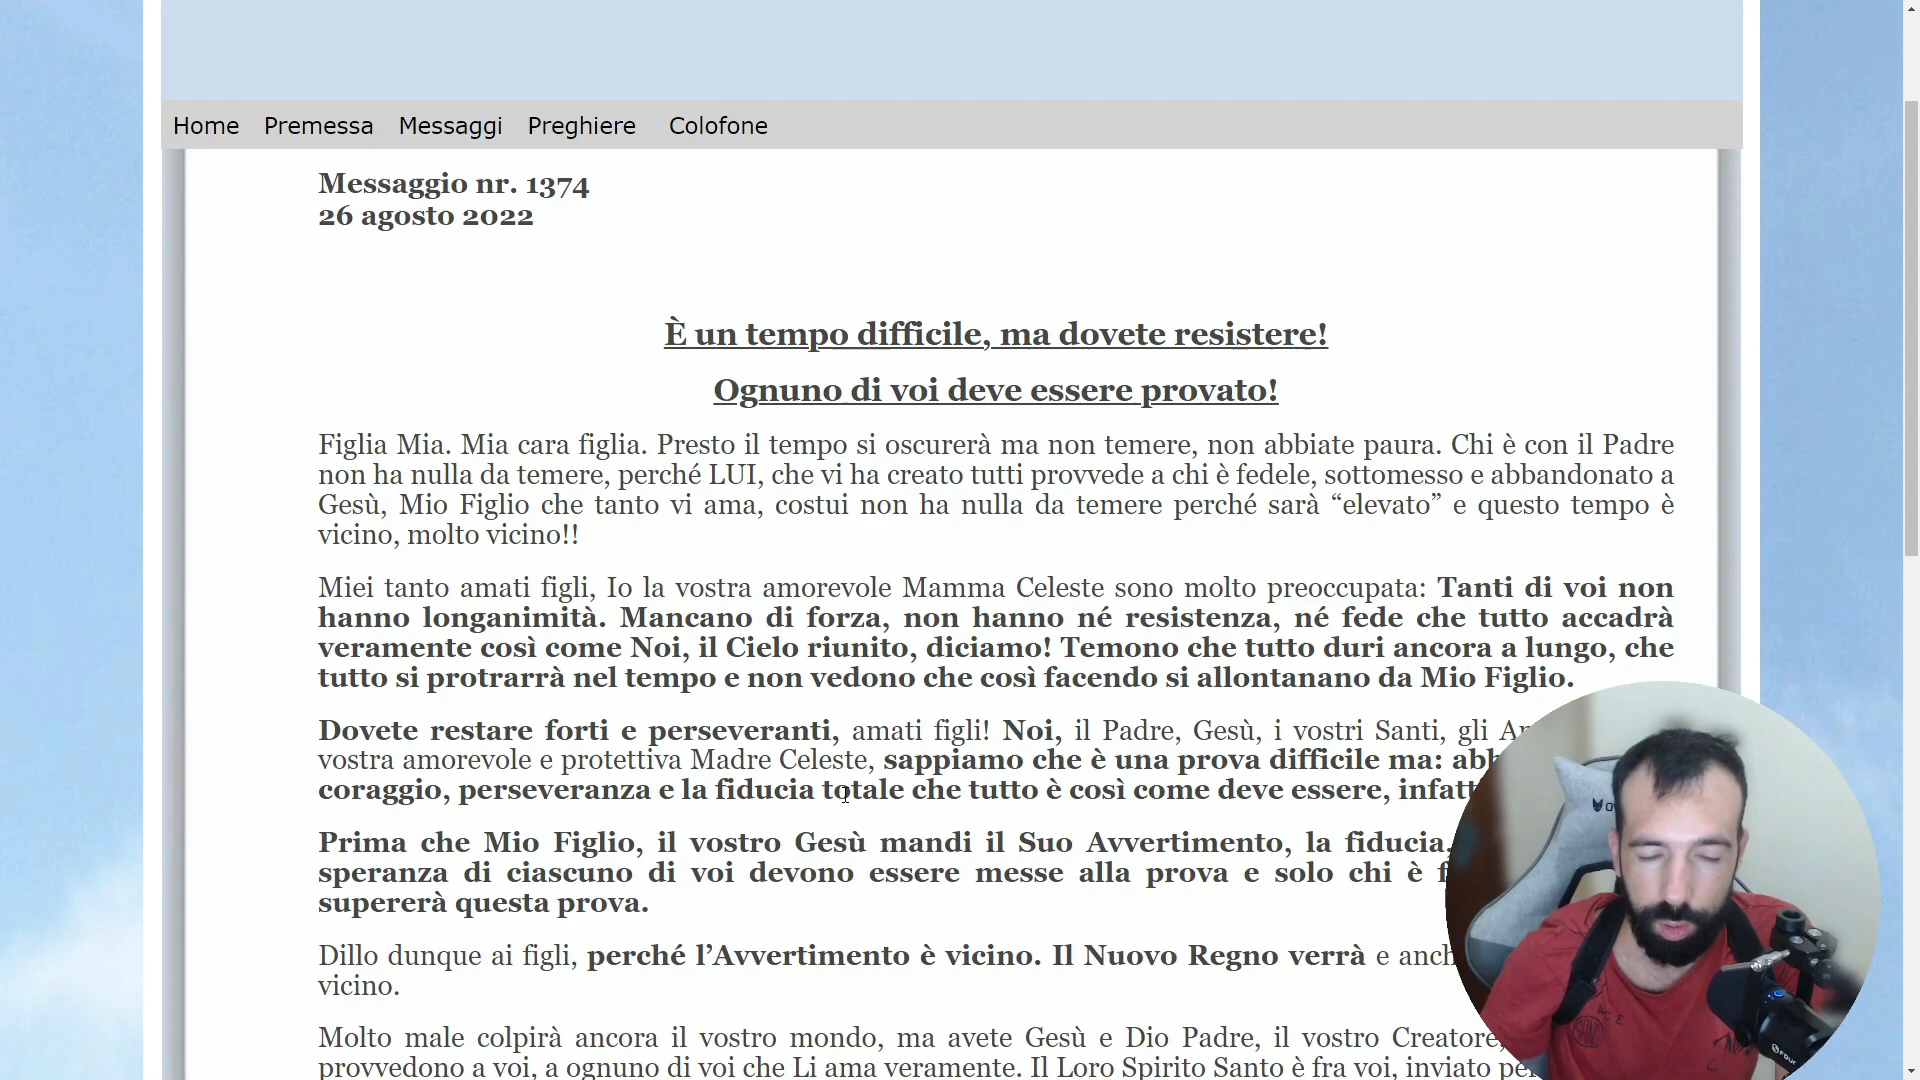 Home Premessa Messaggi Preghiere Colofone
Messaggio nr. 1374
26 agosto 2022
È un tempo difficile, ma dovete resistere!
Ognuno di voi deve essere provato!
Figlia Mia. Mia cara figlia. Presto il tempo si oscurerà ma non temere, non abbiate paura. Chi è con il Padre
non ha nulla da temere, perché LUI, che vi ha creato tutti provvede a chi è fedele, sottomesso e abbandonato a
Gesù, Mio Figlio che tanto vi ama, costui non ha nulla da temere perché sarà “elevato” e questo tempo è
vicino, molto vicino!!
Miei tanto amati figli, Io la vostra amorevole Mamma Celeste sono molto preoccupata: Tanti di voi non
hanno longanimità. Mancano di forza, non hanno né resistenza, né fede che tutto accadrà
veramente così come Noi, il Cielo riunito, diciamo! Temono che tutto duri ancora a lungo, che
tutto si protrarrà nel tempo e non vedono che così facendo si allontanano da Mio Figlio.
Dovete restare forti e perseveranti, amati figli! Noi, il Padre, Gesù, i vostri Santi, gli
vostra amorevole e protettiva Madre Celeste, sappiamo che è una prova difficile ma:
coraggio, perseveranza e la fiducia totale che tutto è così come deve essere,
Prima che Mio Figlio, il vostro Gesù mandi il Suo Avvertimento, la fiducia,
speranza di ciascuno di voi devono essere messe alla prova e solo chi è
supererà questa prova.
Dillo dunque ai figli, perché l’Avvertimento è vicino. Il Nuovo Regno verrà e
vicino.
Molto male colpirà ancora il vostro mondo, ma avete Gesù e Dio Padre, il vostro Creatore,
provvedono a voi, a ognuno di voi che Li ama veramente. Il Loro Spirito Santo è fra voi, inviato